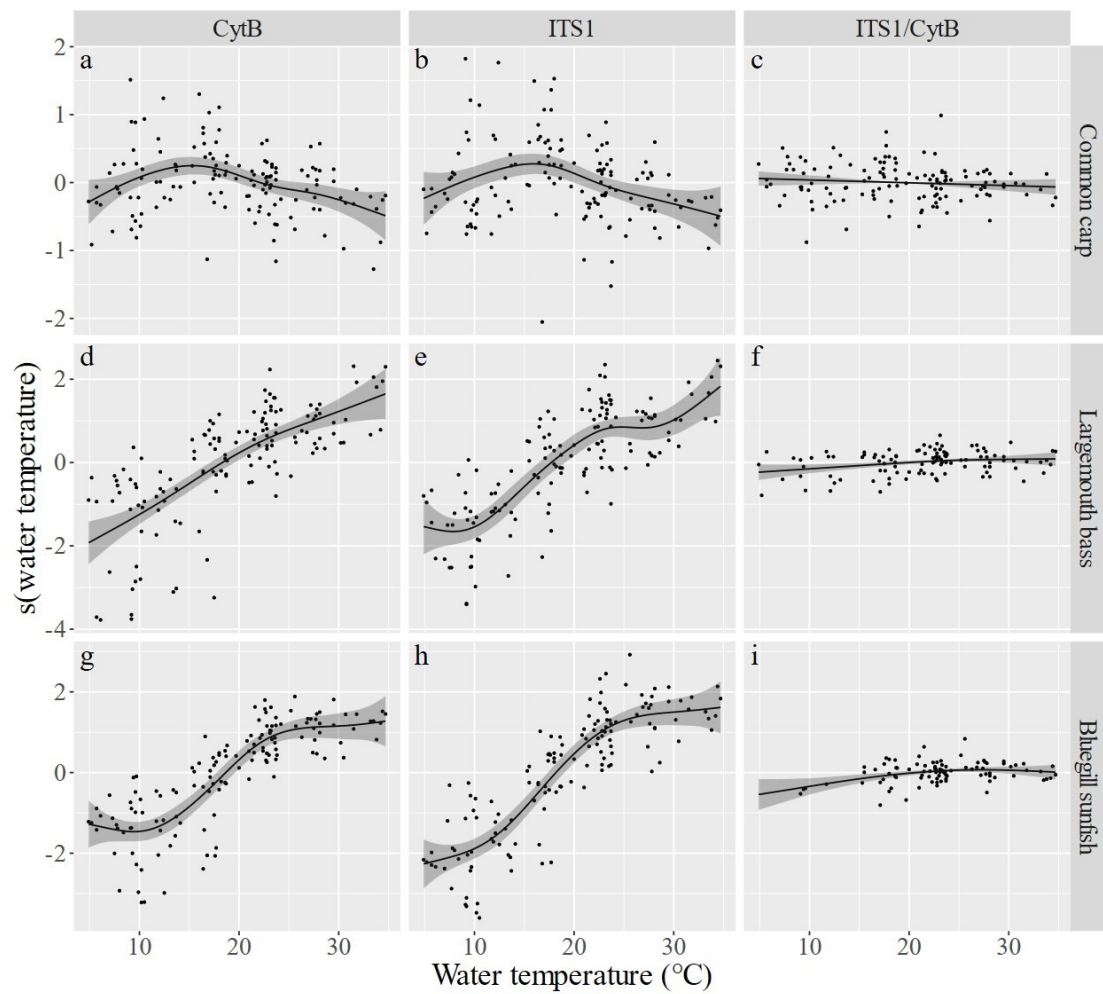 CytB ITS1 ITS1/CytB
a b c
2
1
0
-1
-2
Common carp
d e f
2
0
-2
-4
Largemouth bass
s(water temperature)
g h i
2
0
-2
Bluegill sunfish
10 20 30 10 20 30 10 20 30
Water temperature (°C)